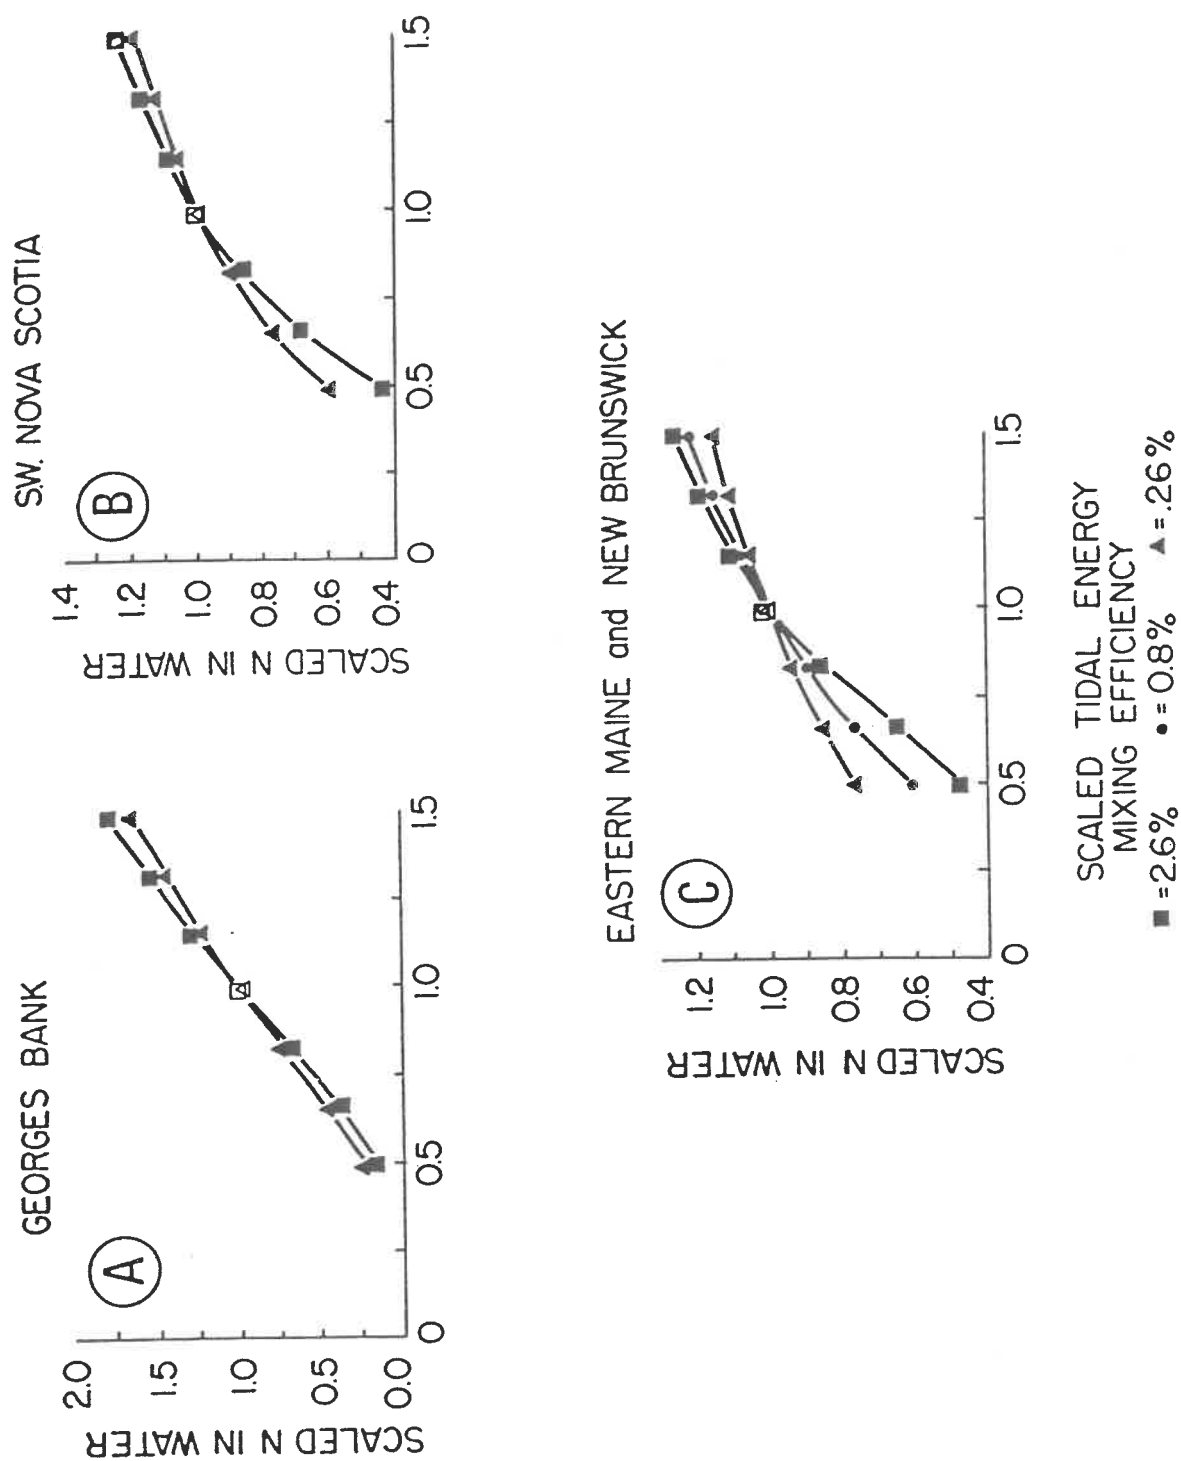 GEORGES BANK
A
SCALED N IN WATER
2.0
1.5
1.0
0.5
0.0
0 0.5 1.0 1.5
S.W. NOVA SCOTIA
B
SCALED N IN WATER
1.4
1.2
1.0
0.8
0.6
0.4
0 0.5 1.0 1.5
EASTERN MAINE and NEW BRUNSWICK
C
SCALED N IN WATER
1.2
1.0
0.8
0.6
0.4
0 0.5 1.0 1.5
SCALED TIDAL ENERGY
MIXING EFFICIENCY
■ =2.6% • =0.8% ▲ =.26%